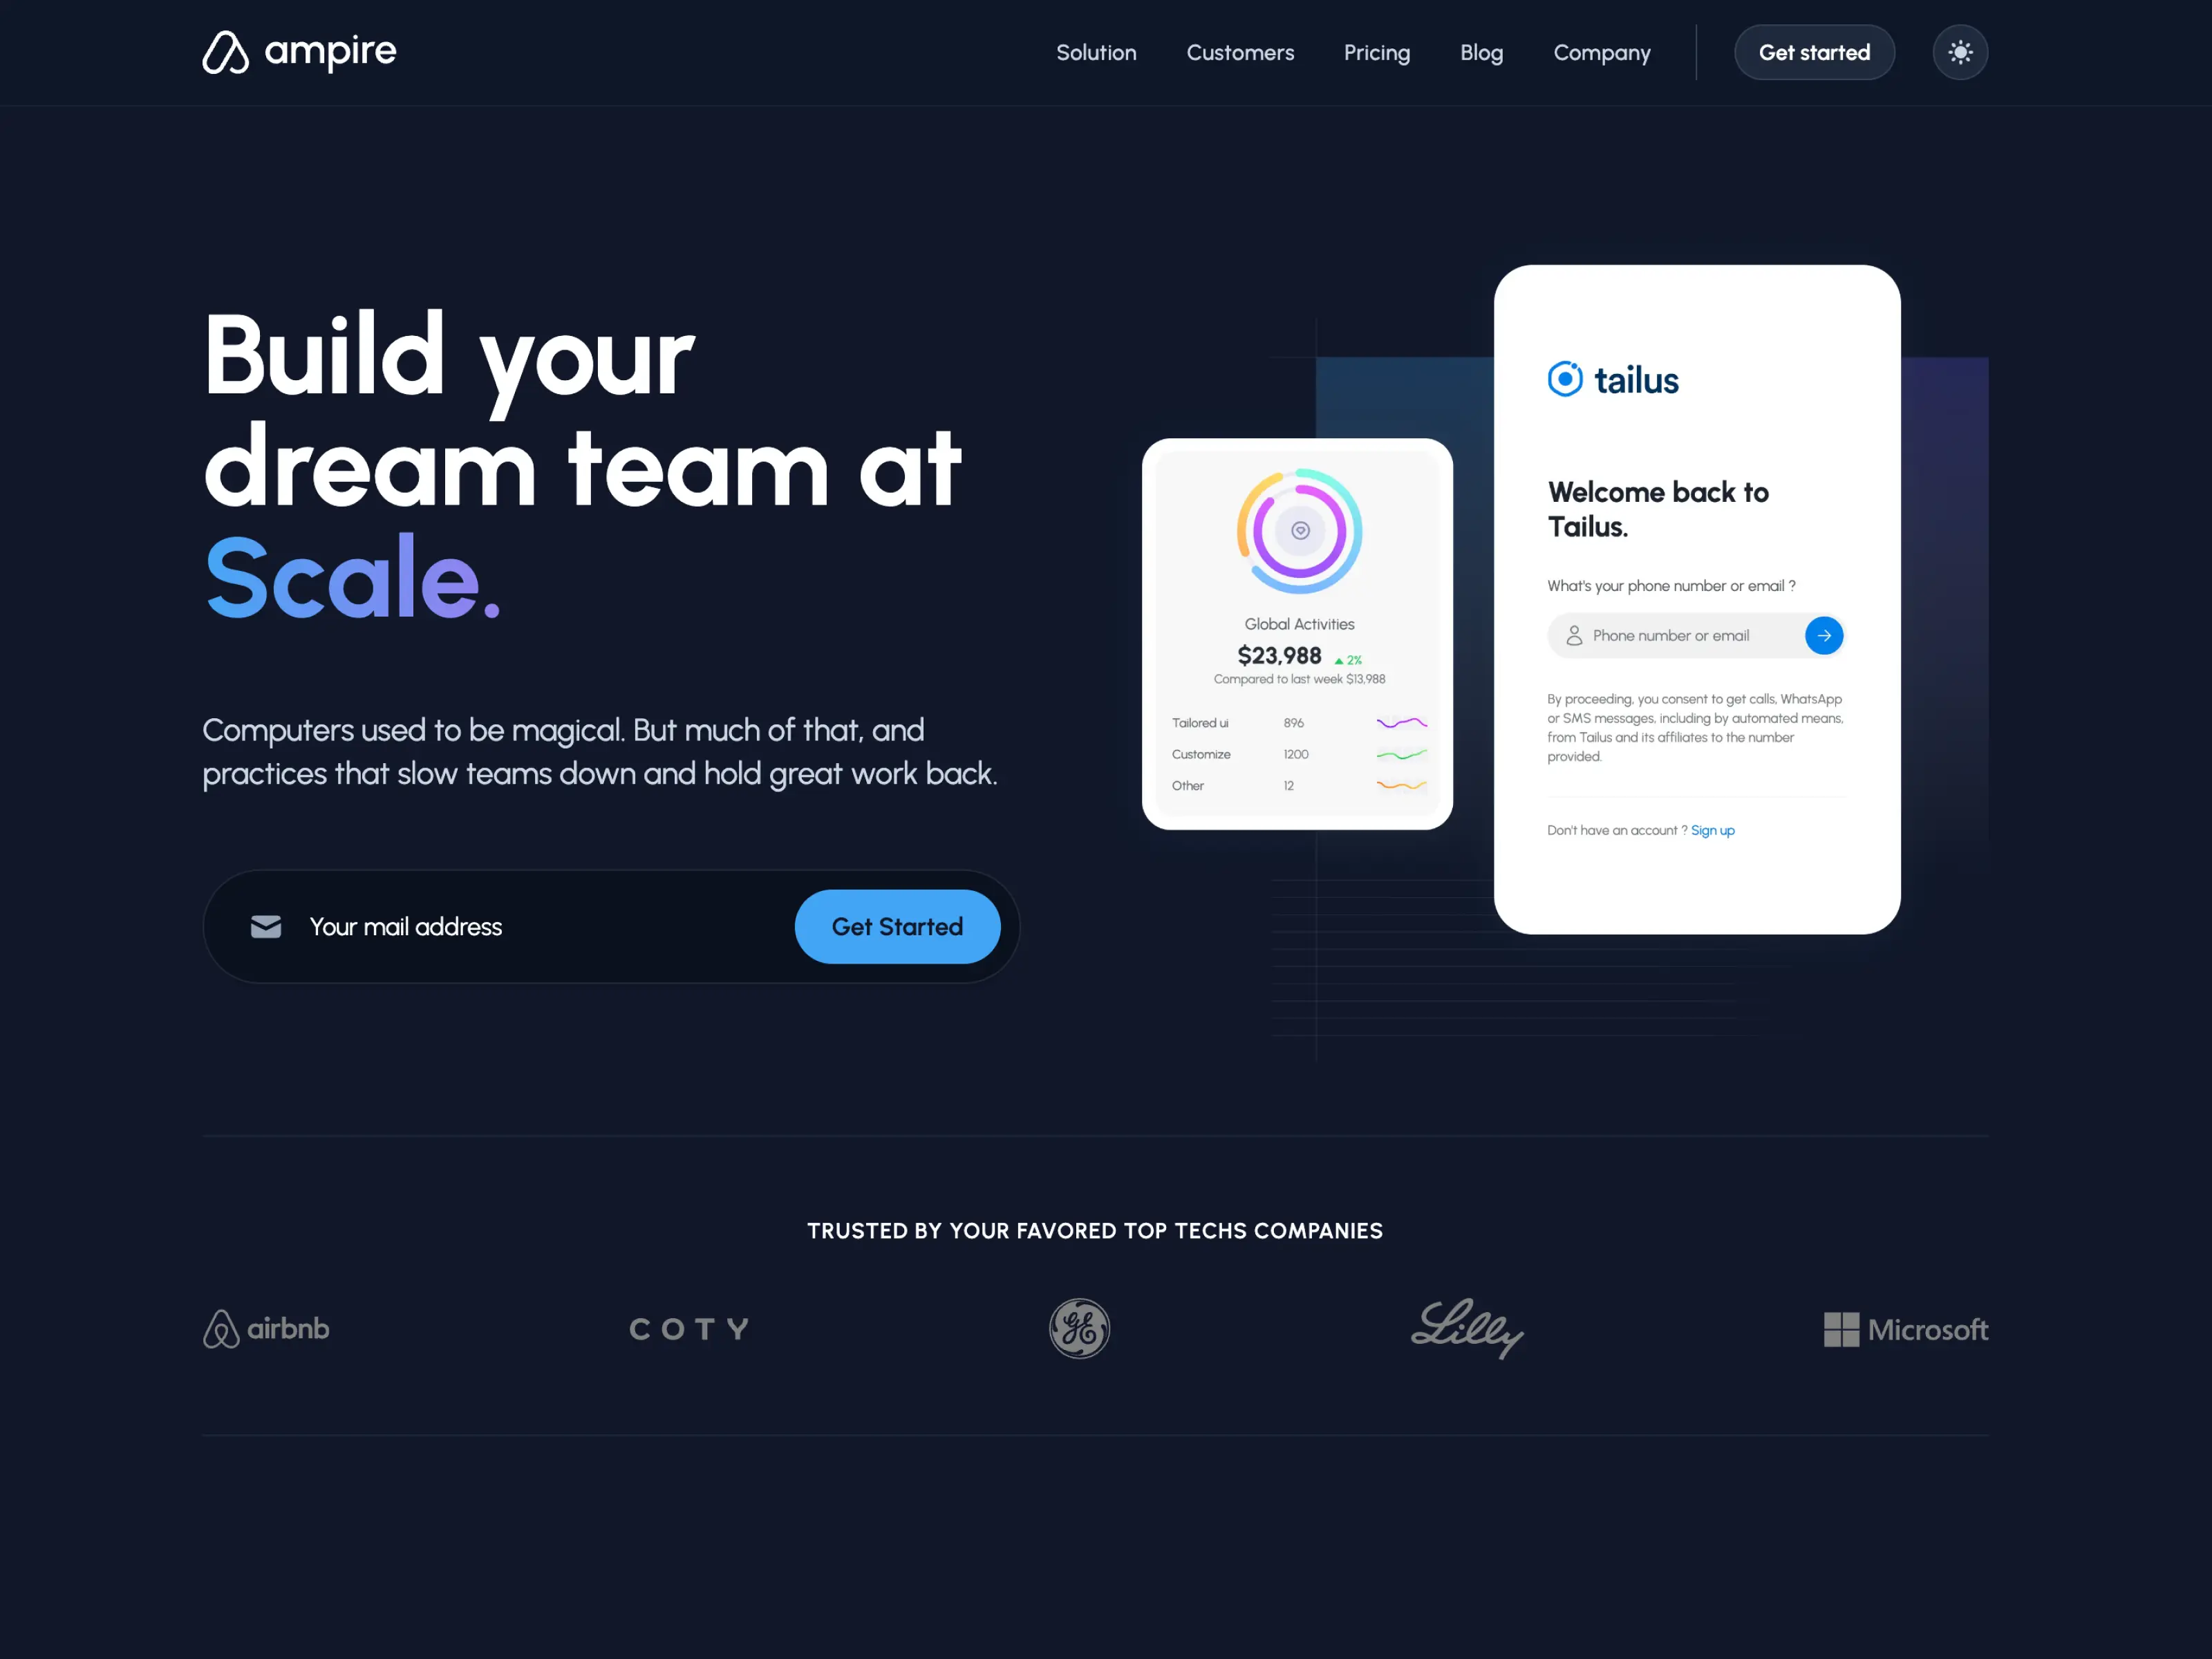 ampire
Solution
Customers
Pricing
Blog
Company
Get started
Build your
dream team at
Scale.
Computers used to be magical. But much of that, and
practices that slow teams down and hold great work back.
Your mail address
Get Started
Global Activities
$23,988 2%
Compared to last week $13,988
Tailored ui 896
Customize 1200
Other 12
tailus
Welcome back to
Tailus.
What's your phone number or email ?
Phone number or email
By proceeding, you consent to get calls, WhatsApp
or SMS messages, including by automated means,
from Tailus and its affiliates to the number
provided.
Don't have an account ? Sign up
TRUSTED BY YOUR FAVORED TOP TECHS COMPANIES
airbnb
COTY
GE
Lilly
Microsoft